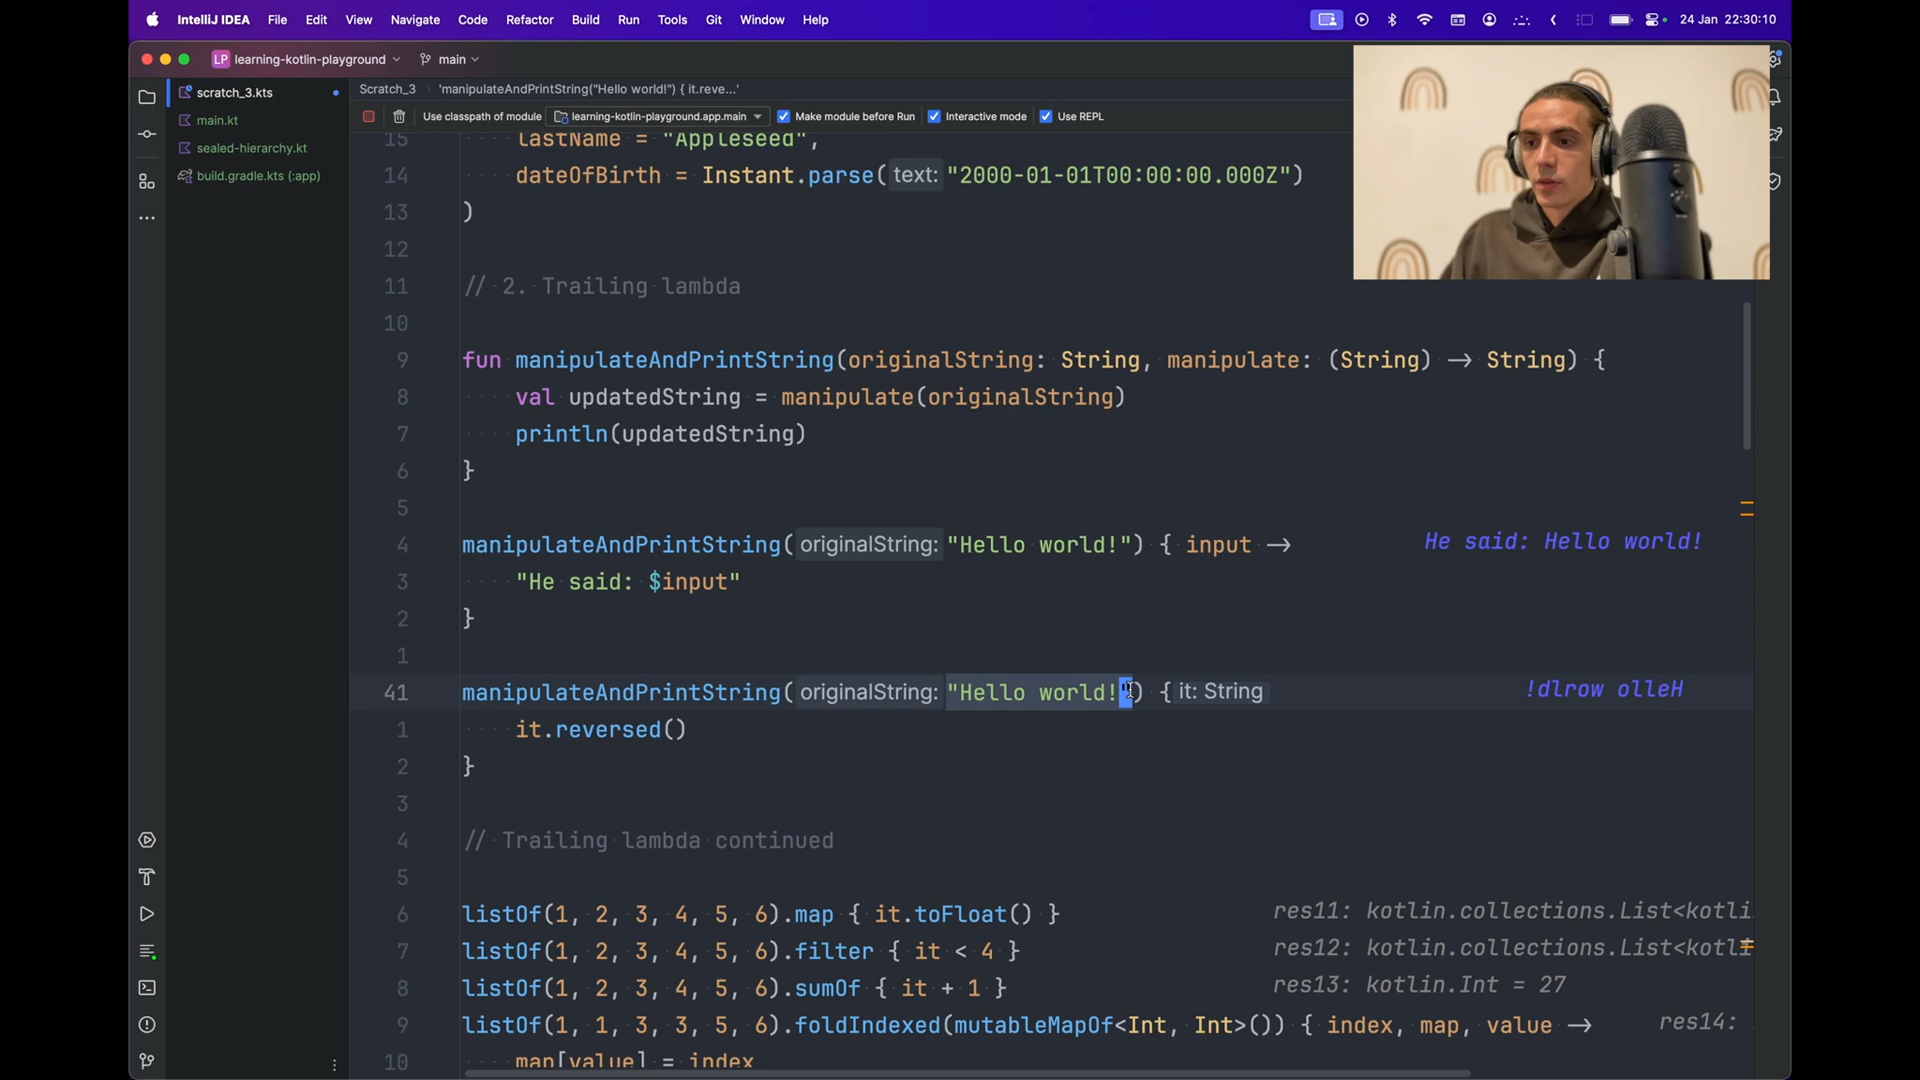 IntelliJ IDEA File Edit View Navigate Code Refactor Build Run Tools Git Window Help 24 Jan 22:30:10
LP learning-kotlin-playground main
scratch_3.kts
main.kt
sealed-hierarchy.kt
build.gradle.kts (:app)
Scratch_3 'manipulateAndPrintString("Hello world!") { it.reve...'
Use classpath of module learning-kotlin-playground.app.main Make module before Run Interactive mode Use REPL
15 lastName = "Appleseed",
14 dateOfBirth = Instant.parse( text: "2000-01-01T00:00:00.000Z")
13 )
12
11 // 2. Trailing lambda
10
9 fun manipulateAndPrintString(originalString: String, manipulate: (String) → String) {
8 val updatedString = manipulate(originalString)
7 println(updatedString)
6 }
5
4 manipulateAndPrintString( originalString: "Hello world!") { input → He said: Hello world!
3 "He said: $input"
2 }
1
41 manipulateAndPrintString( originalString: "Hello world!") { it: String !dlrow olleH
1 it.reversed()
2 }
3
4 // Trailing lambda continued
5
6 listOf(1, 2, 3, 4, 5, 6).map { it.toFloat() } res11: kotlin.collections.List<kotli
7 listOf(1, 2, 3, 4, 5, 6).filter { it < 4 } res12: kotlin.collections.List<kotli
8 listOf(1, 2, 3, 4, 5, 6).sumOf { it + 1 } res13: kotlin.Int = 27
9 listOf(1, 1, 3, 3, 5, 6).foldIndexed(mutableMapOf<Int, Int>()) { index, map, value → res14:
10 map[value] = index